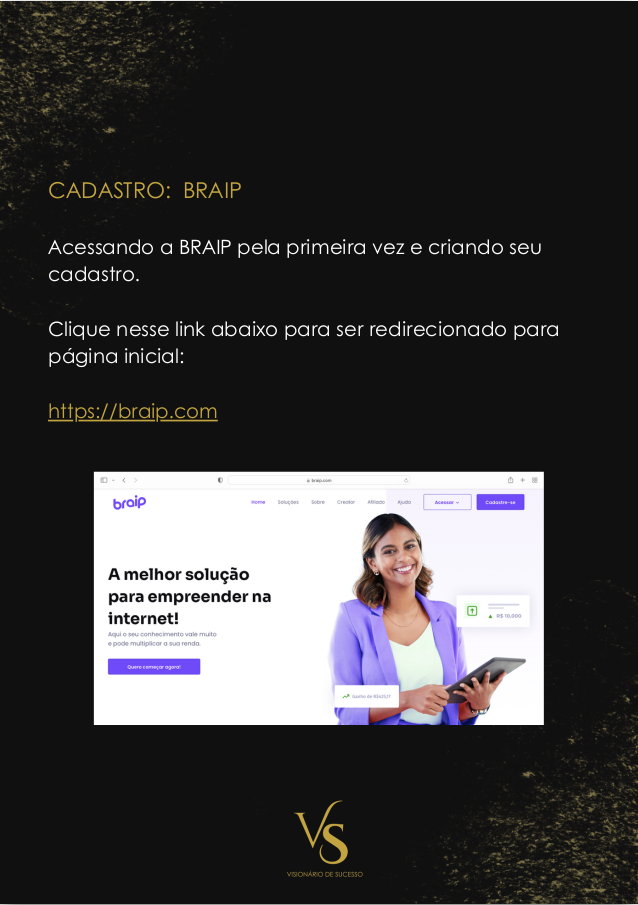 CADASTRO: BRAIP
Acessando a BRAIP pela primeira vez e criando seu
cadastro.
Clique nesse link abaixo para ser redirecionado para
página inicial:
https://braip.com
braip.com
braip
Home Soluções Sobre Creator Afiliado Ajuda Acessar Cadastre-se
A melhor solução
para empreender na
internet!
Aqui o seu conhecimento vale muito
e pode multiplicar a sua renda.
Quero começar agora!
R$ 10,000
Ganho de
VS
VISIONÁRIO DE SUCESSO